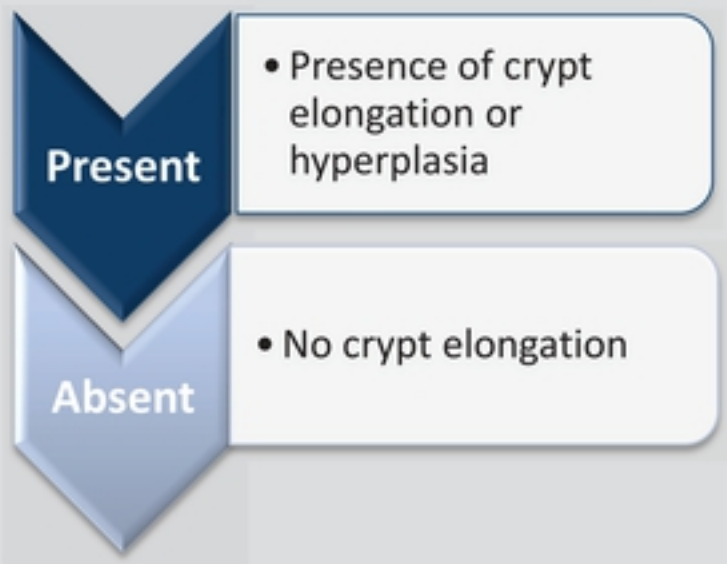 Present
• Presence of crypt
elongation or
hyperplasia
Absent
• No crypt elongation